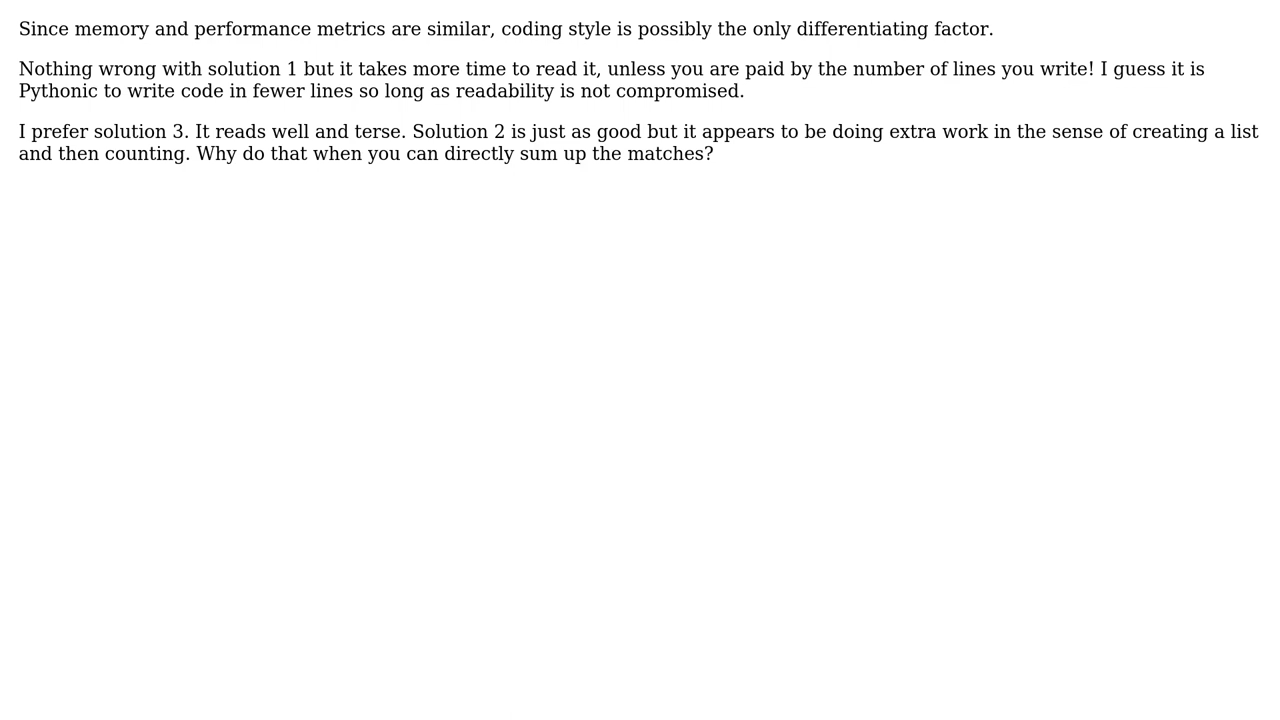 Since memory and performance metrics are similar, coding style is possibly the only differentiating factor.
Nothing wrong with solution 1 but it takes more time to read it, unless you are paid by the number of lines you write! I guess it is
Pythonic to write code in fewer lines so long as readability is not compromised.
I prefer solution 3. It reads well and terse. Solution 2 is just as good but it appears to be doing extra work in the sense of creating a list
and then counting. Why do that when you can directly sum up the matches?